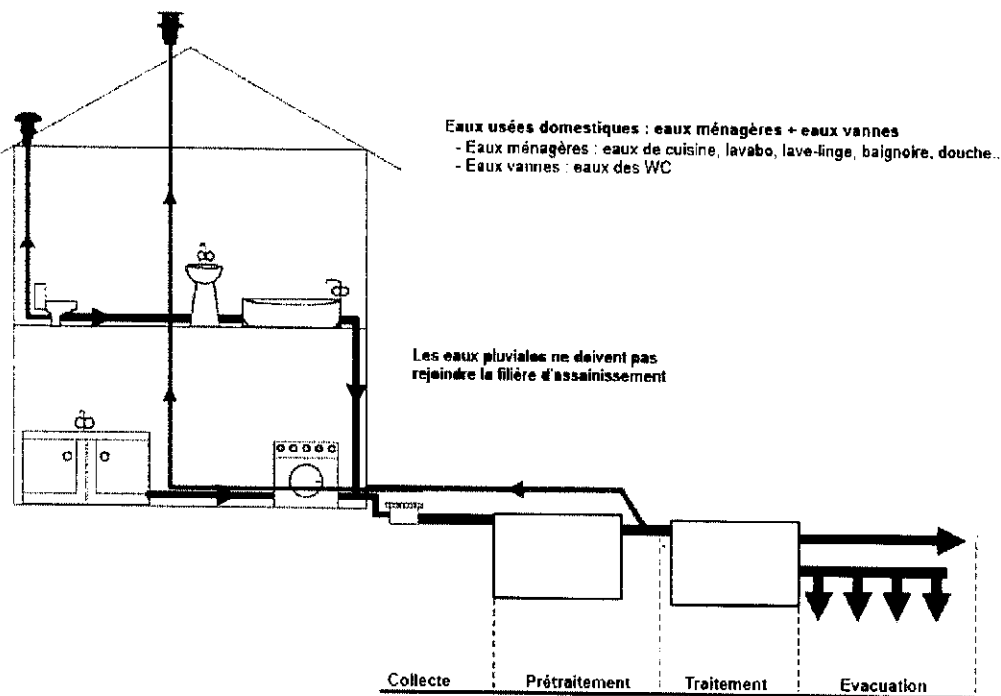 Eaux usées domestiques : eaux ménagères + eaux vannes
- Eaux ménagères : eaux de cuisine, lavabo, lave-linge, baignoire, douche..
- Eaux vannes : eaux des WC
Les eaux pluviales ne doivent pas
rejoindre la filière d'assainissement
Collecte
Prétraitement
Traitement
Evacuation